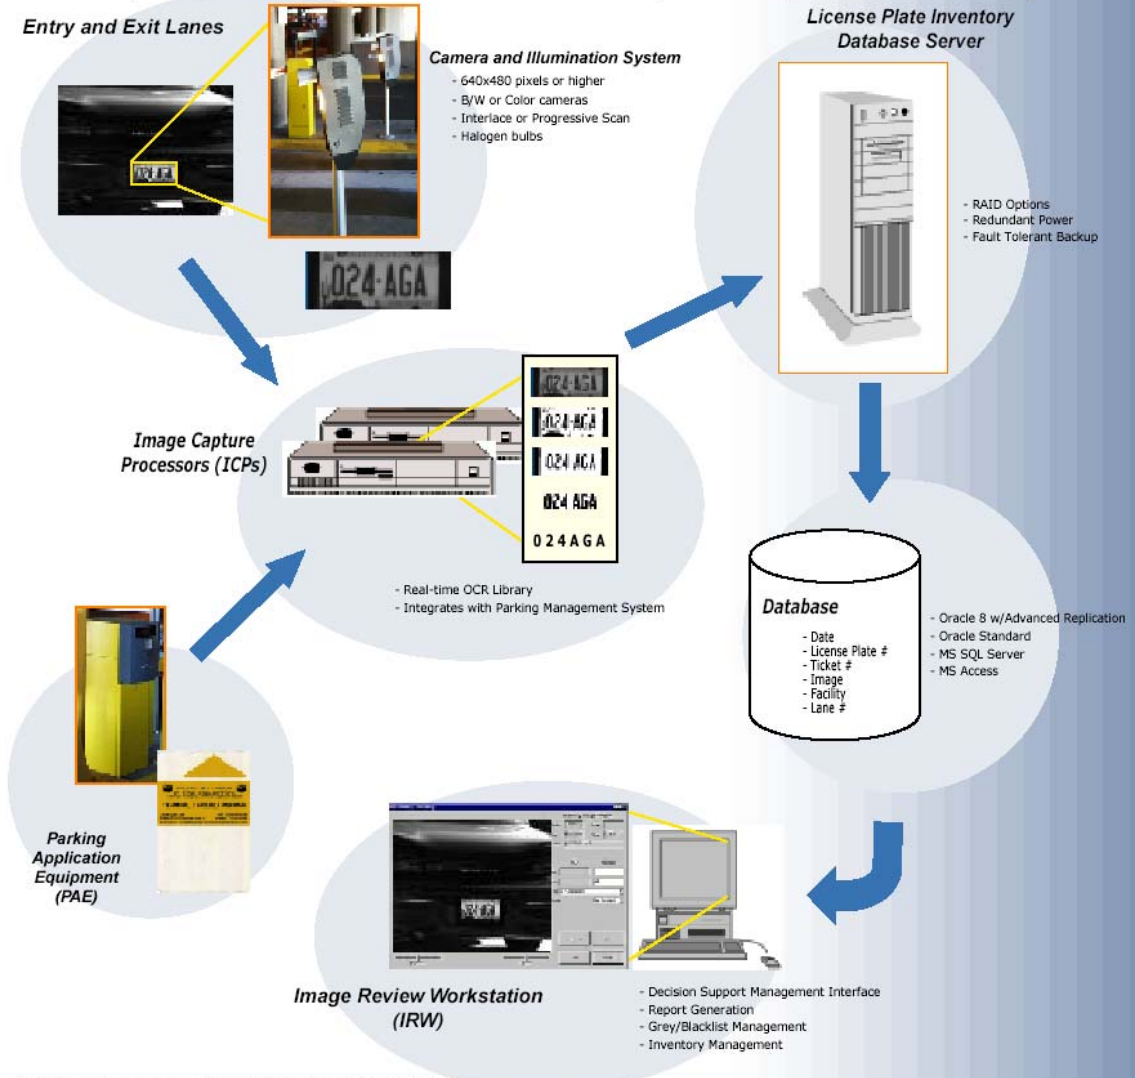 Entry and Exit Lanes
Camera and Illumination System
- 640x480 pixels or higher
- B/W or Color cameras
- Interlace or Progressive Scan
- Halogen bulbs
024-AGA
024·AGA
License Plate Inventory
Database Server
- RAID Options
- Redundant Power
- Fault Tolerant Backup
Image Capture
Processors (ICPs)
024-AGA
024-AGA
024 AGA
024 AGA
024AGA
- Real-time OCR Library
- Integrates with Parking Management System
Parking
Application
Equipment
(PAE)
Database
- Date
- License Plate #
- Ticket #
- Image
- Facility
- Lane #
- Oracle 8 w/Advanced Replication
- Oracle Standard
- MS SQL Server
- MS Access
Image Review Workstation
(IRW)
- Decision Support Management Interface
- Report Generation
- Grey/Blacklist Management
- Inventory Management